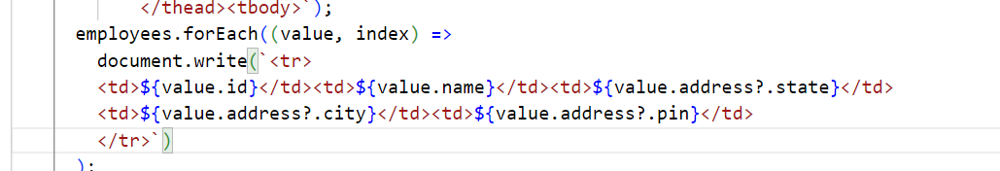 </thead><tbody>`);
employees.forEach((value, index) =>
document.write(`<tr>
<td>${value.id}</td><td>${value.name}</td><td>${value.address?.state}</td>
<td>${value.address?.city}</td><td>${value.address?.pin}</td>
</tr>`)
);